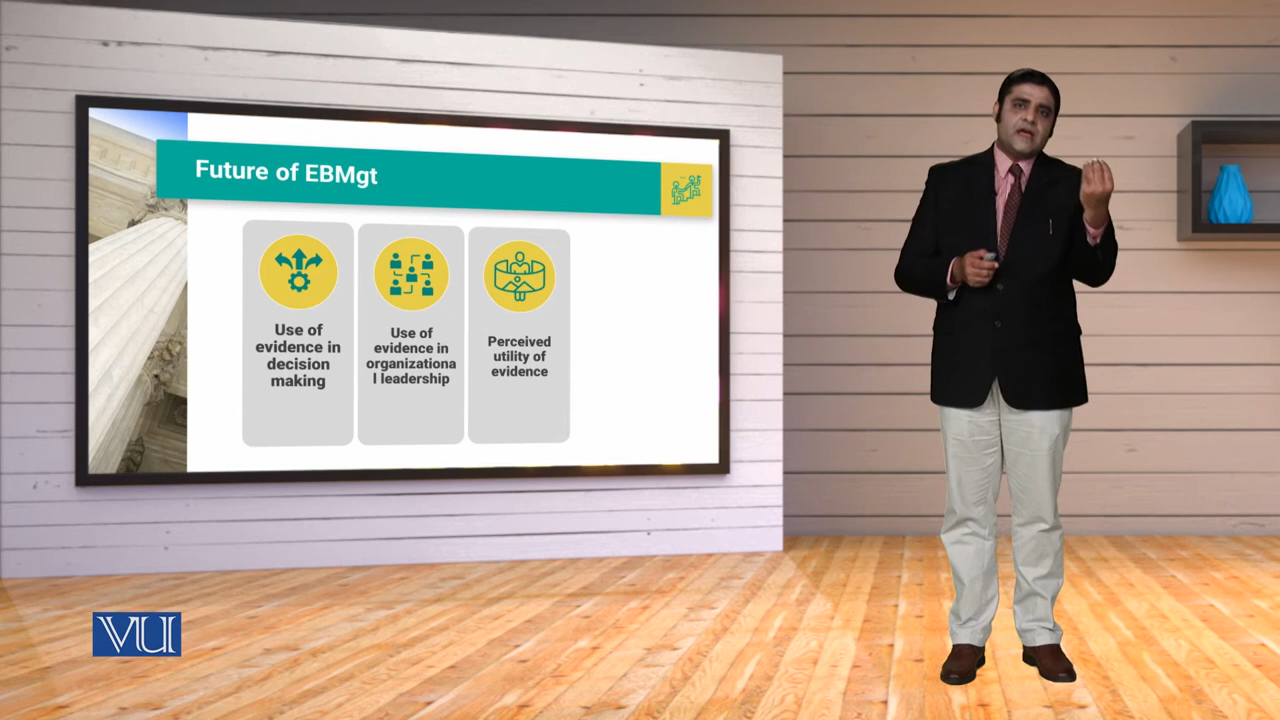 Future of EBMgt
Use of
evidence in
decision
making
Use of
evidence in
organizationa
l leadership
Perceived
utility of
evidence
VU